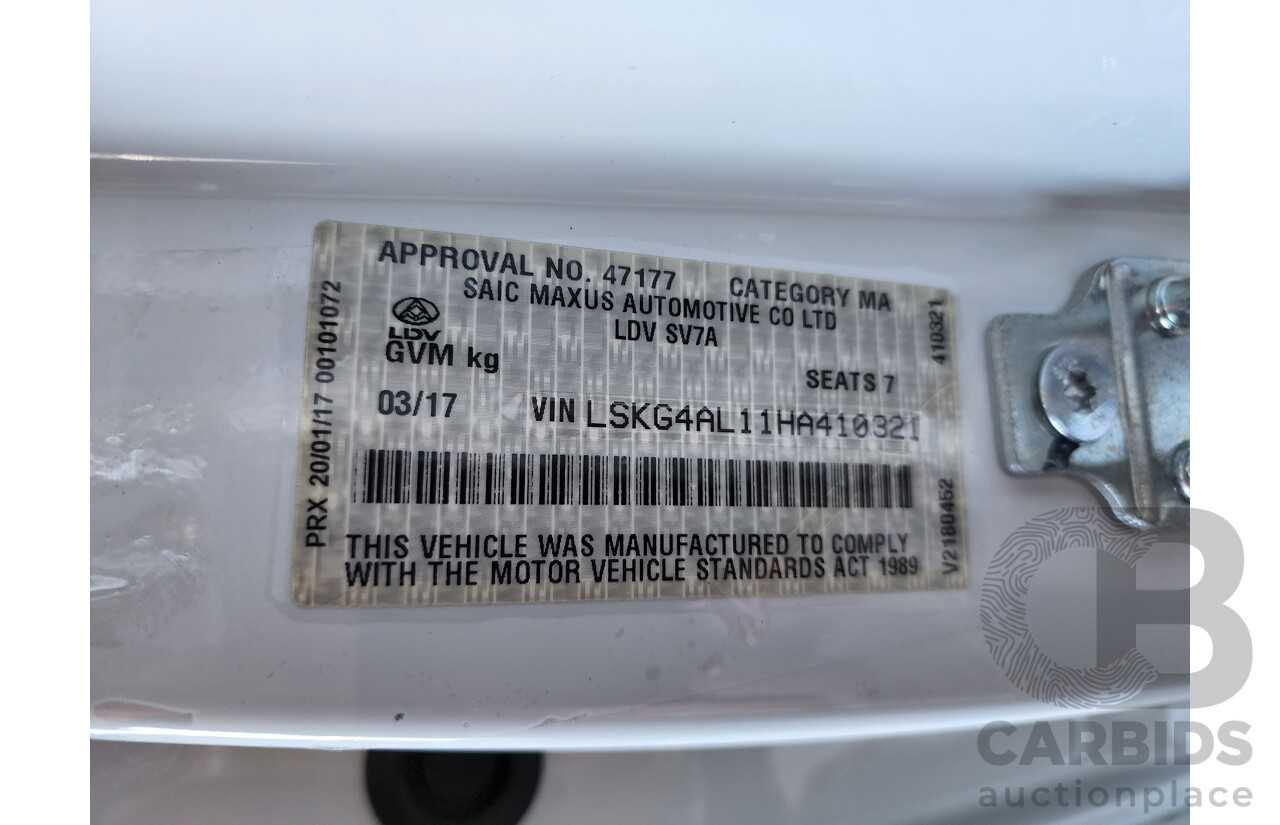 APPROVAL NO. 47177 CATEGORY MA
SAIC MAXUS AUTOMOTIVE CO LTD
LDV
LDV SV7A
GVM kg
SEATS 7
03/17 VIN LSKG4AL11HA410321
THIS VEHICLE WAS MANUFACTURED TO COMPLY
WITH THE MOTOR VEHICLE STANDARDS ACT 1989
PRX 20/01/17 00101072
410321
V2180452
CB
CARBIDS
auctionplace